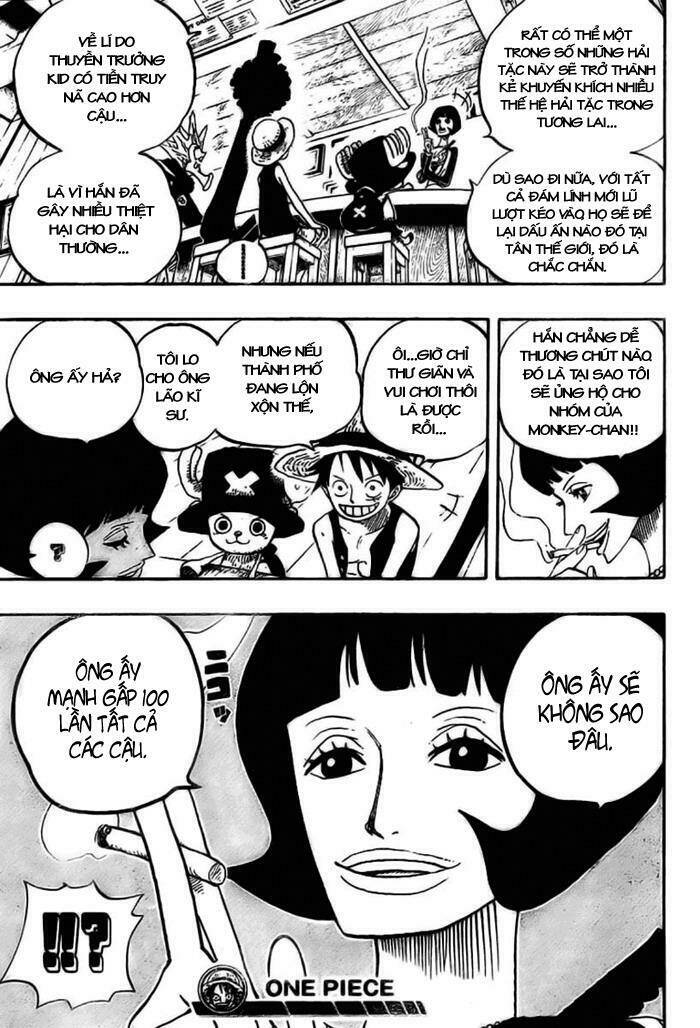 RẤT CÓ THỂ MỘT
TRONG SỐ NHỮNG HẢI
TẶC NÀY SẼ TRỞ THÀNH
KẺ KHUYẾN KHÍCH NHIỀU
THẾ HỆ HẢI TẶC TRONG
TƯƠNG LAI...
DÙ SAO ĐI NỮA, VỚI TẤT
CẢ ĐÁM LÍNH MỚI LŨ
LƯỢT KÉO VÀO, HỌ SẼ ĐỂ
LẠI DẤU ẤN NÀO ĐÓ TẠI
TÂN THẾ GIỚI, ĐÓ LÀ
CHẮC CHẮN.
VỀ LÍ DO
THUYỀN TRƯỞNG
KID CÓ TIỀN TRUY
NÃ CAO HƠN
CẬU...
LÀ VÌ HẮN ĐÃ
GÂY NHIỀU THIỆT
HẠI CHO DÂN
THƯỜNG...
HẮN CHẲNG DỄ
THƯƠNG CHÚT NÀO.
ĐÓ LÀ TẠI SAO TÔI
SẼ ỦNG HỘ CHO
NHÓM CỦA
MONKEY-CHAN!!
ÔI...GIỜ CHỈ
THƯ GIÃN VÀ
VUI CHƠI THÔI
LÀ ĐƯỢC
RỒI...
NHƯNG NẾU
THÀNH PHỐ
ĐANG LỘN
XỘN THẾ,
TÔI LO
CHO ÔNG
LÃO KĨ
SƯ.
ÔNG ẤY HẢ?
?
ÔNG ẤY SẼ
KHÔNG SAO
ĐÂU.
ÔNG ẤY
MẠNH GẤP 100
LẦN TẤT CẢ
CÁC CẬU.
!!?
ONE PIECE